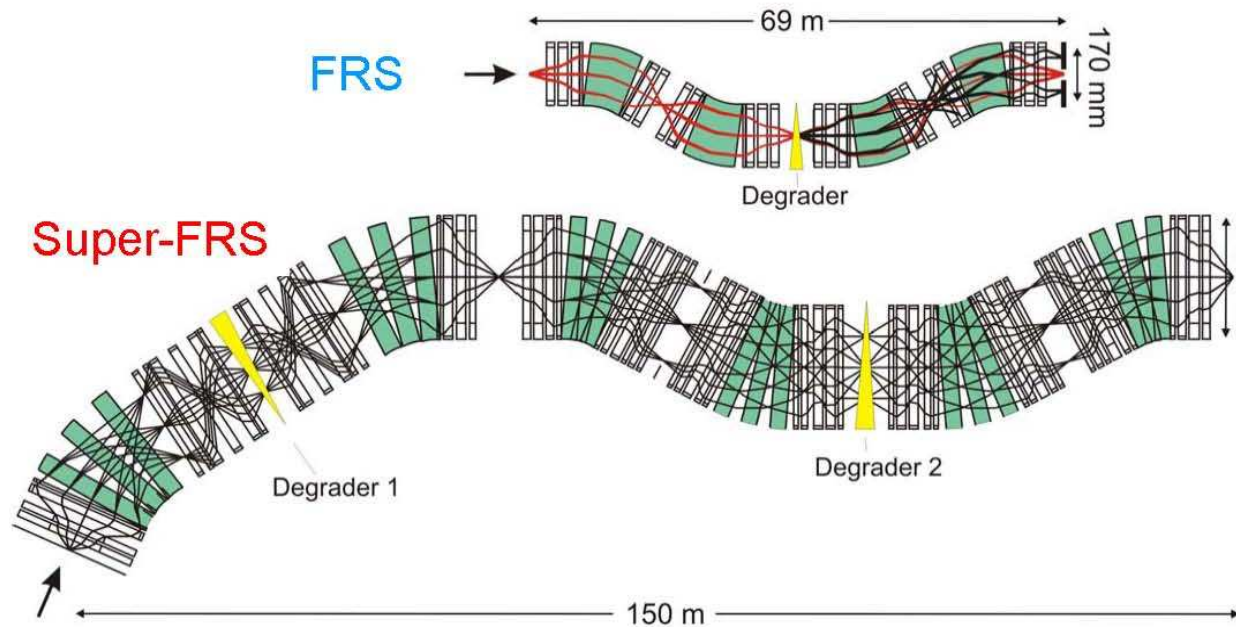 69 m
FRS
170 mm
Degrader
Super-FRS
Degrader 1
Degrader 2
150 m